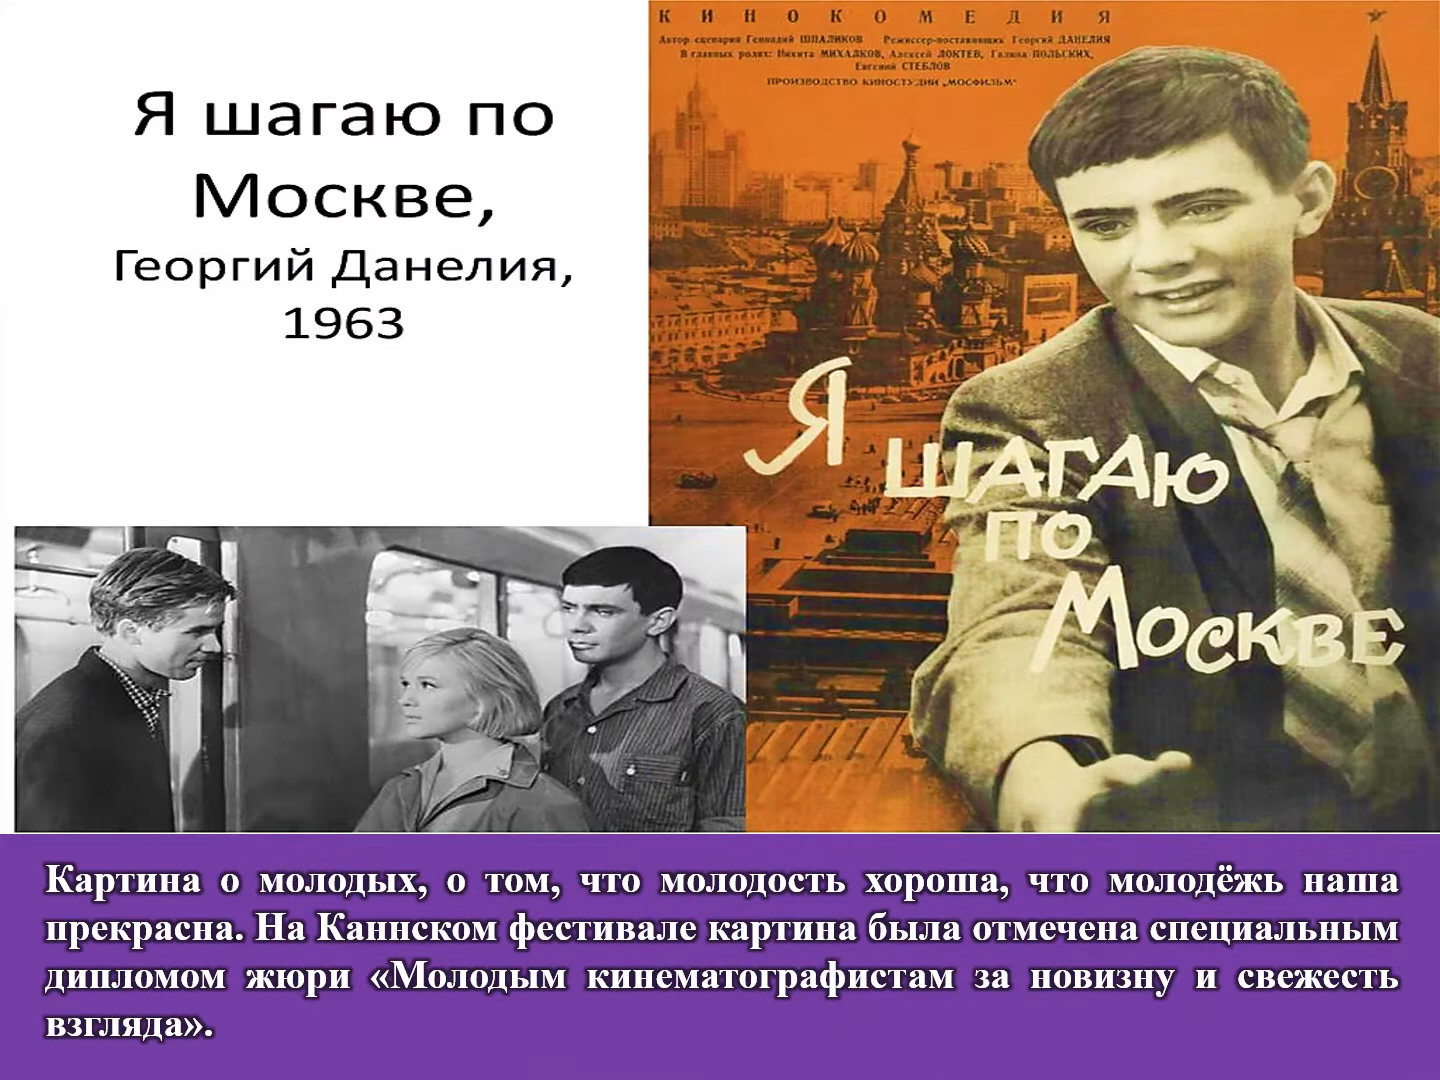 Я шагаю по
Москве,
Георгий Данелия,
1963
КИНОКОМЕДИЯ
Автор сценария Геннадий ШПАЛИКОВ Режиссер-постановщик Георгий ДАНЕЛИЯ
В главных ролях: Никита МИХАЛКОВ, Алексей ЛОКТЕВ, Галина ПОЛЬСКИХ,
Евгений СТЕБЛОВ
ПРОИЗВОДСТВО КИНОСТУДИИ „МОСФИЛЬМ“
Я ШАГАЮ
ПО
МОСКВЕ
Картина о молодых, о том, что молодость хороша, что молодёжь наша
прекрасна. На Каннском фестивале картина была отмечена специальным
дипломом жюри «Молодым кинематографистам за новизну и свежесть
взгляда».